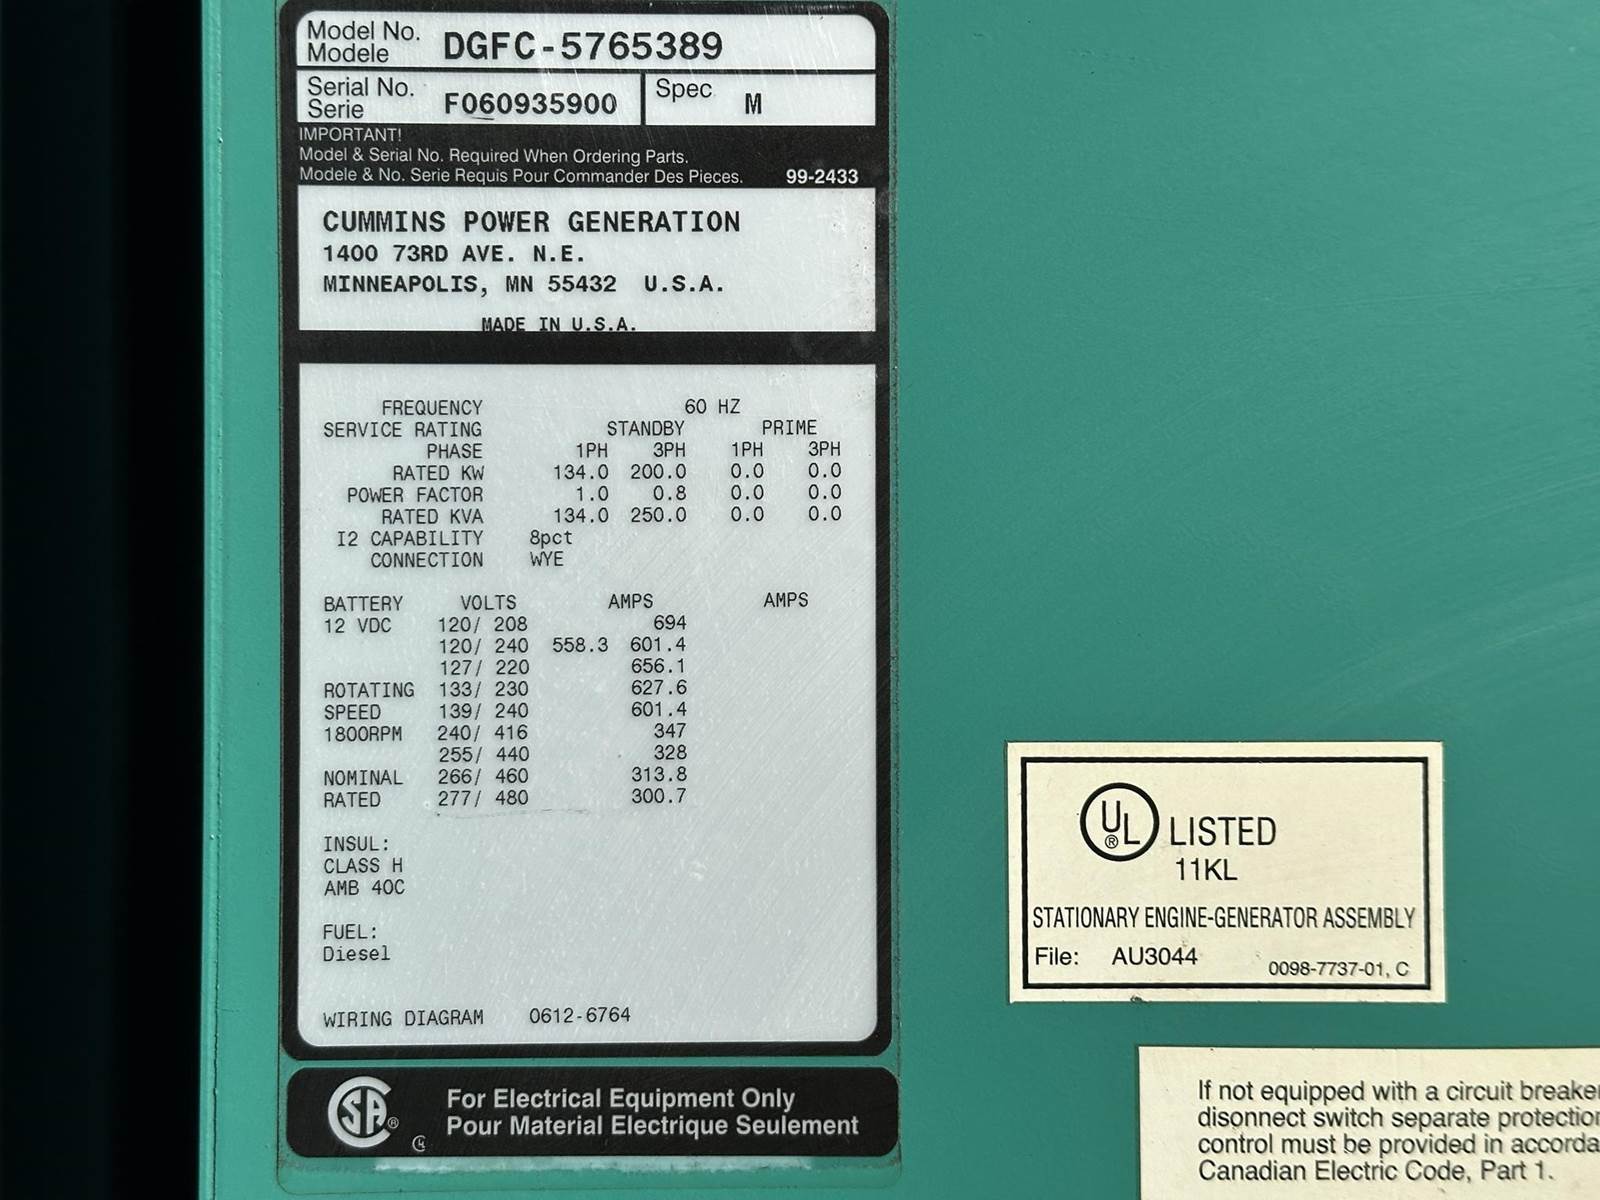 Model No. DGFC-5765389
Modele
Serial No. F060935900 Spec M
Serie
IMPORTANT!
Model & Serial No. Required When Ordering Parts.
Modele & No. Serie Requis Pour Commander Des Pieces. 99-2433
CUMMINS POWER GENERATION
1400 73RD AVE. N.E.
MINNEAPOLIS, MN 55432 U.S.A.
MADE IN U.S.A.
FREQUENCY 60 HZ
SERVICE RATING STANDBY PRIME
PHASE 1PH 3PH 1PH 3PH
RATED KW 134.0 200.0 0.0 0.0
POWER FACTOR 1.0 0.8 0.0 0.0
RATED KVA 134.0 250.0 0.0 0.0
I2 CAPABILITY 8pct
CONNECTION WYE
BATTERY VOLTS AMPS AMPS
12 VDC 120/ 208 694
120/ 240 558.3 601.4
127/ 220 656.1
ROTATING 133/ 230 627.6
SPEED 139/ 240 601.4
1800RPM 240/ 416 347
255/ 440 328
NOMINAL 266/ 460 313.8
RATED 277/ 480 300.7
INSUL:
CLASS H
AMB 40C
FUEL:
Diesel
WIRING DIAGRAM 0612-6764
SA ®
For Electrical Equipment Only
Pour Material Electrique Seulement
UL ® LISTED
11KL
STATIONARY ENGINE-GENERATOR ASSEMBLY
File: AU3044 0098-7737-01, C
If not equipped with a circuit breake
disonnect switch separate protection
control must be provided in accorda
Canadian Electric Code, Part 1.